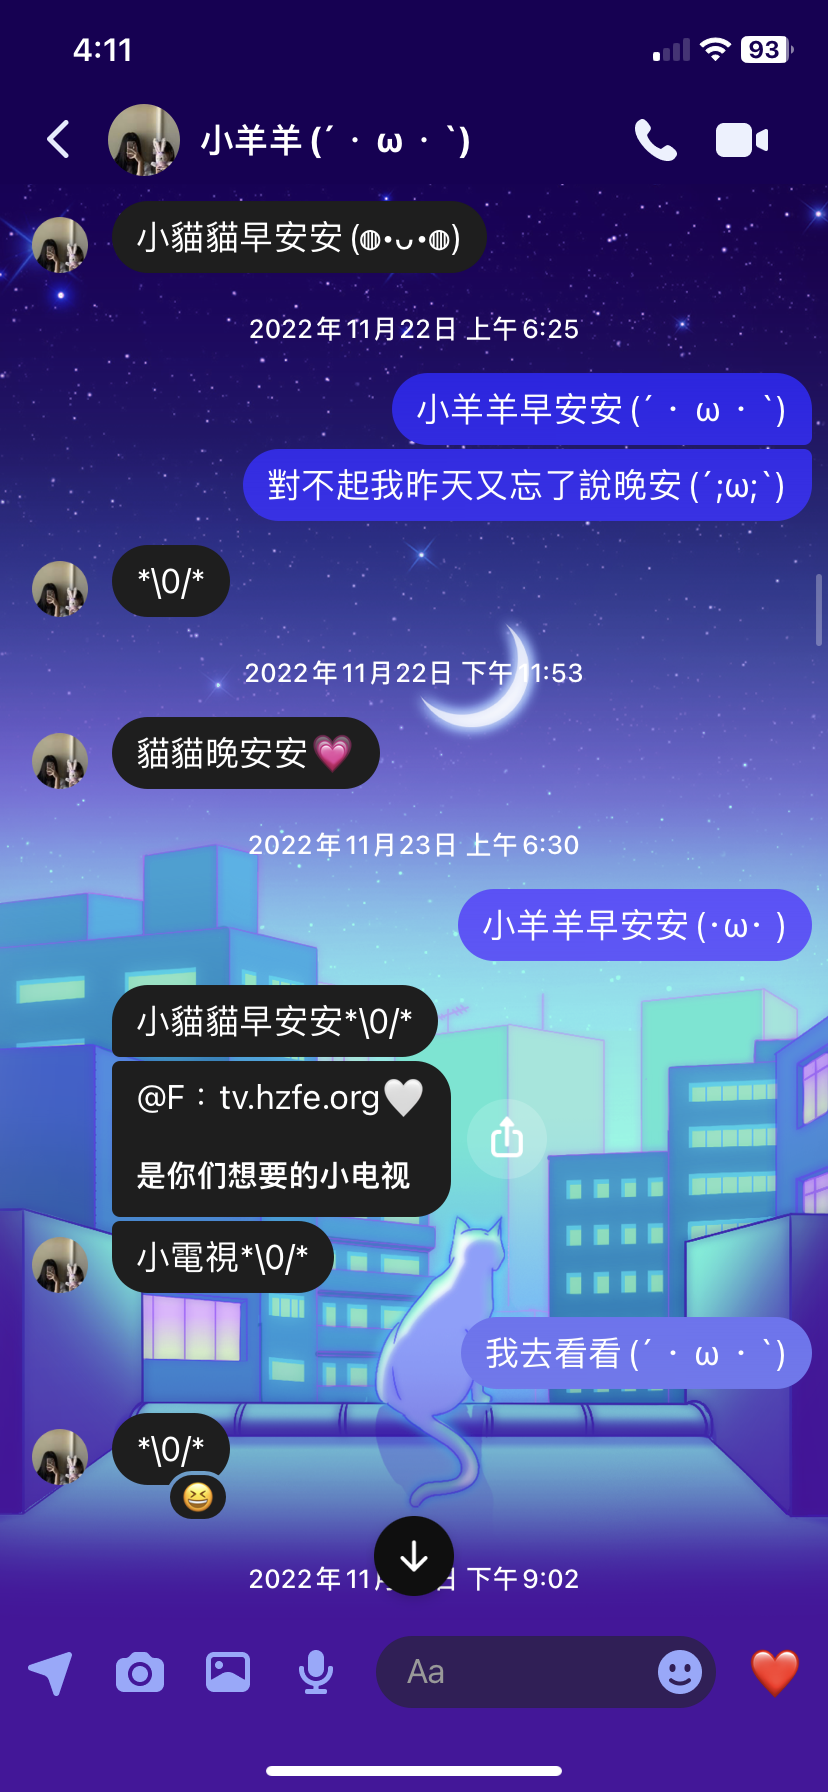 4:11
93
小羊羊 (´・ω・`)
小貓貓早安安 (◍•ᴗ•◍)
2022年11月22日 上午6:25
小羊羊早安安 (´・ω・`)
對不起我昨天又忘了說晚安 (´;ω;`)
*\0/*
2022年11月22日 下午11:53
貓貓晚安安💗
2022年11月23日 上午6:30
小羊羊早安安 (･ω･ )
小貓貓早安安*\0/*
@F：tv.hzfe.org🤍
是你们想要的小电视
小電視*\0/*
我去看看 (´・ω・`)
*\0/*
😆
2022年11 日 下午9:02
Aa